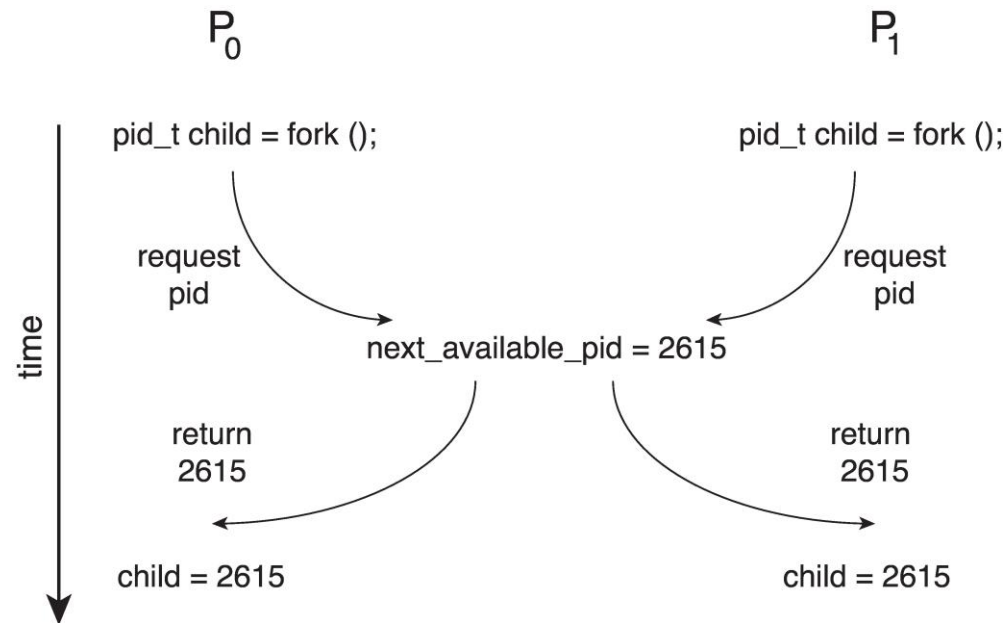 P0 P1
pid_t child = fork (); pid_t child = fork ();
request request
pid pid
next_available_pid = 2615
time
return return
2615 2615
child = 2615 child = 2615